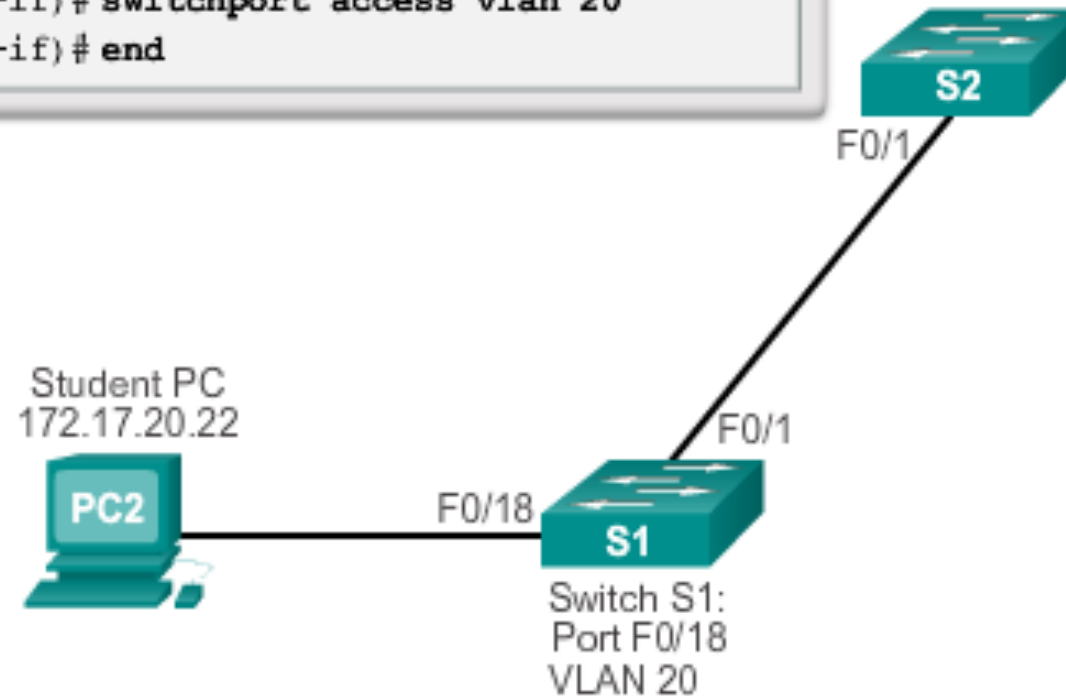 -if)# switchport access vlan 20
-if)# end
S2
F0/1
Student PC
172.17.20.22
F0/1
PC2
F0/18
S1
Switch S1:
Port F0/18
VLAN 20